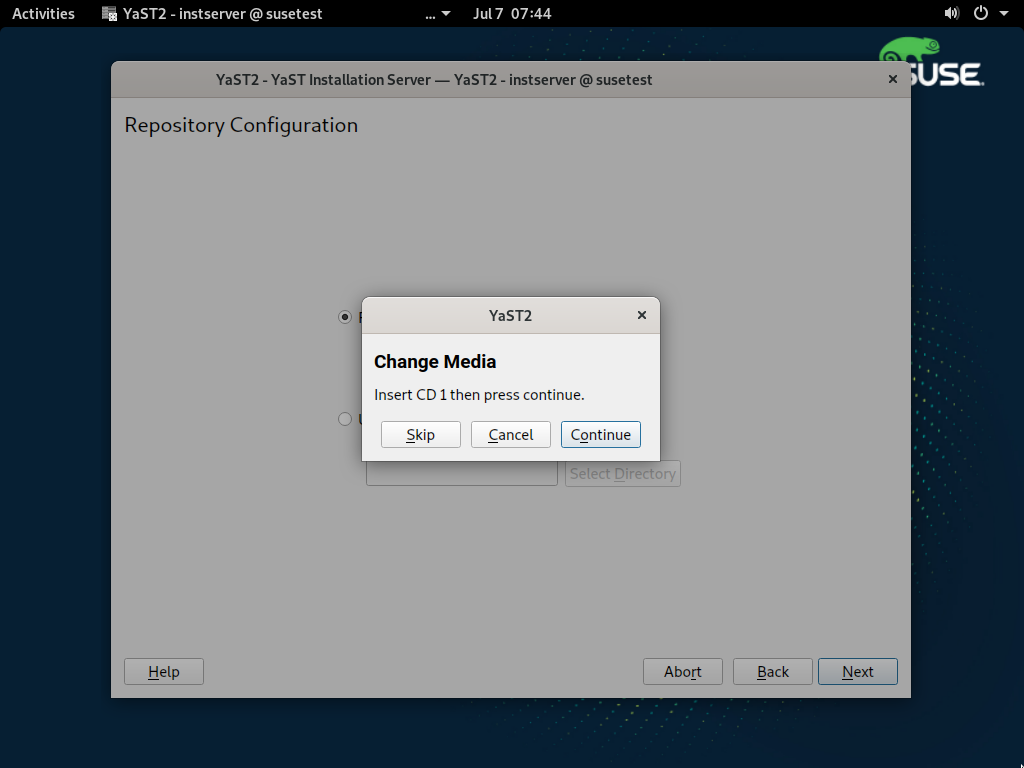 Activities YaST2 - instserver @ susetest ... Jul 7 07:44
SUSE
YaST2 - YaST Installation Server — YaST2 - instserver @ susetest
Repository Configuration
YaST2
Change Media
Insert CD 1 then press continue.
Skip Cancel Continue
Select Directory
Help Abort Back Next